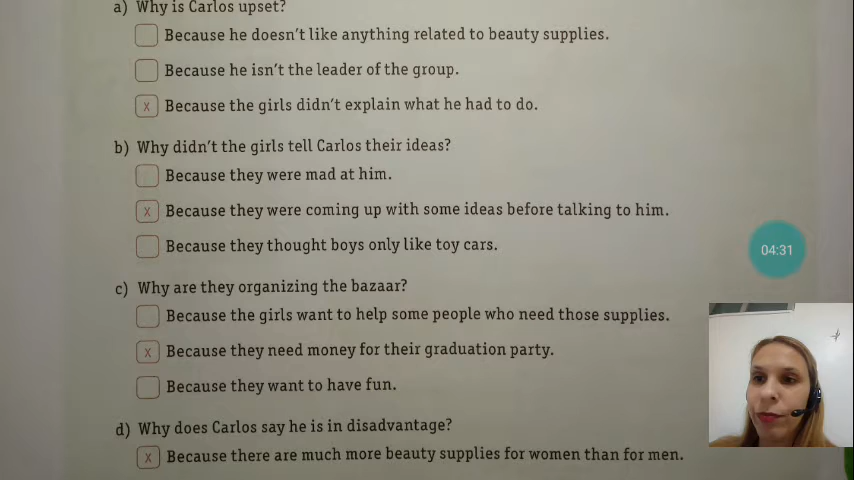 a) Why is Carlos upset?
Because he doesn't like anything related to beauty supplies.
Because he isn't the leader of the group.
x Because the girls didn't explain what he had to do.
b) Why didn't the girls tell Carlos their ideas?
Because they were mad at him.
x Because they were coming up with some ideas before talking to him.
Because they thought boys only like toy cars.
c) Why are they organizing the bazaar?
Because the girls want to help some people who need those supplies.
x Because they need money for their graduation party.
Because they want to have fun.
d) Why does Carlos say he is in disadvantage?
x Because there are much more beauty supplies for women than for men.
04:31